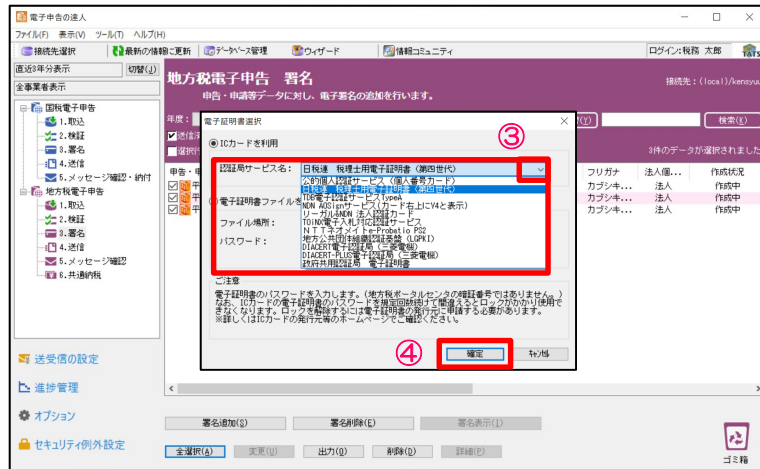 電子申告の達人
ファイル(F) 表示(V) ツール(T) ヘルプ(H)
接続先選択 最新の情報に更新 データベース管理 ウィザード 情報コミュニティ ログイン:税務 太郎 TATS
直近8年分表示 切替(J)
全事業者表示
国税電子申告
1.取込
2.検証
3.署名
4.送信
5.メッセージ確認・納付
地方税電子申告
1.取込
2.検証
3.署名
4.送信
5.メッセージ確認
6.共通納税
送受信の設定
進捗管理
オプション
セキュリティ例外設定
地方税電子申告 署名
接続先:(local)/kensyu
申告・申請等データに対し、電子署名の追加を行います。
年度:
検索(K)
送信済
選択行
3件のデータが選択されました
申告・申
フリガナ 法人個... 作成状況
平 カブシキ... 法人 作成中
平 カブシキ... 法人 作成中
平 カブシキ... 法人 作成中
電子証明書選択
③
ICカードを利用
認証局サービス名: 日税連 税理士用電子証明書(第四世代)
公的個人認証サービス(個人番号カード)
日税連 税理士用電子証明書(第四世代)
TDB電子認証サービスTypeA
NDN AOSignサービス(カード右上にV4と表示)
リーガル&NDN 法人認証カード
TOiNX電子入札対応認証サービス
NTTネオメイトe-Probatio PS2
地方公共団体組織認証基盤(LGPKI)
DIACERT電子認証局(三菱電機)
DIACERT-PLUS電子認証局(三菱電機)
政府共用認証局 電子証明書
電子証明書ファイルを
ファイル場所:
パスワード:
ご注意
電子証明書のパスワードを入力します。(地方税ポータルセンタの暗証番号ではありません。)
なお、ICカードの電子証明書のパスワードを規定回数続けて間違えるとロックがかかり使用で
きなくなります。ロックを解除するには電子証明書の発行元に申請する必要があります。
※詳しくはICカードの発行元等のホームページでご確認ください。
④
確定 キャンセル
署名追加(S) 署名削除(E) 署名表示(I)
全選択(A) 変更(U) 出力(O) 削除(D) 詳細(P)
ゴミ箱